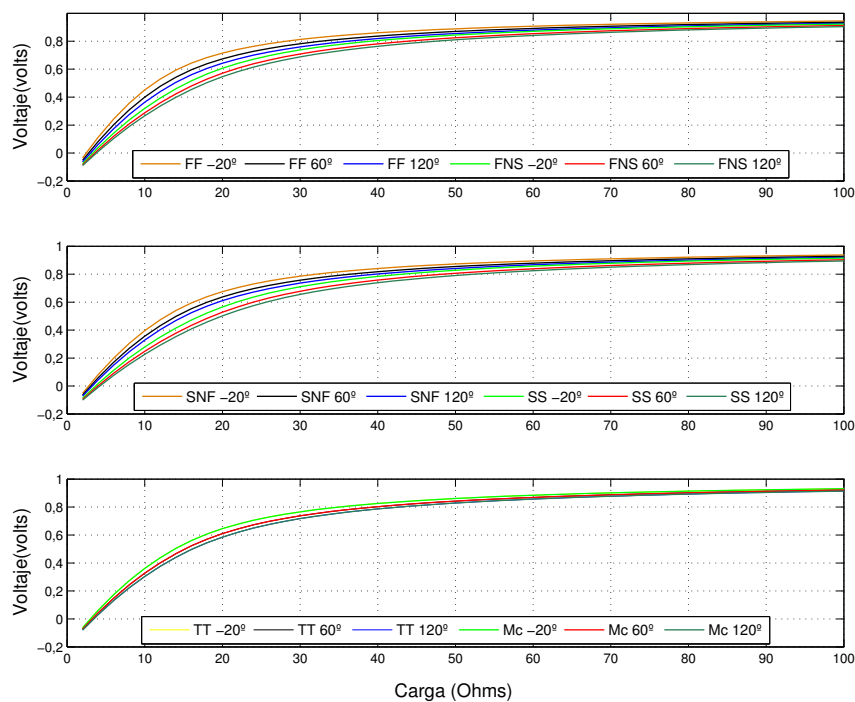 0,8
0,6
0,4
0,2
0
−0,2
Voltaje(volts)
FF −20º FF 60º FF 120º FNS −20º FNS 60º FNS 120º
0 10 20 30 40 50 60 70 80 90 100
1
0,8
0,6
0,4
0,2
0
−0,2
Voltaje(volts)
SNF −20º SNF 60º SNF 120º SS −20º SS 60º SS 120º
0 10 20 30 40 50 60 70 80 90 100
1
0,8
0,6
0,4
0,2
0
−0,2
Voltaje(volts)
TT −20º TT 60º TT 120º Mc −20º Mc 60º Mc 120º
0 10 20 30 40 50 60 70 80 90 100
Carga (Ohms)